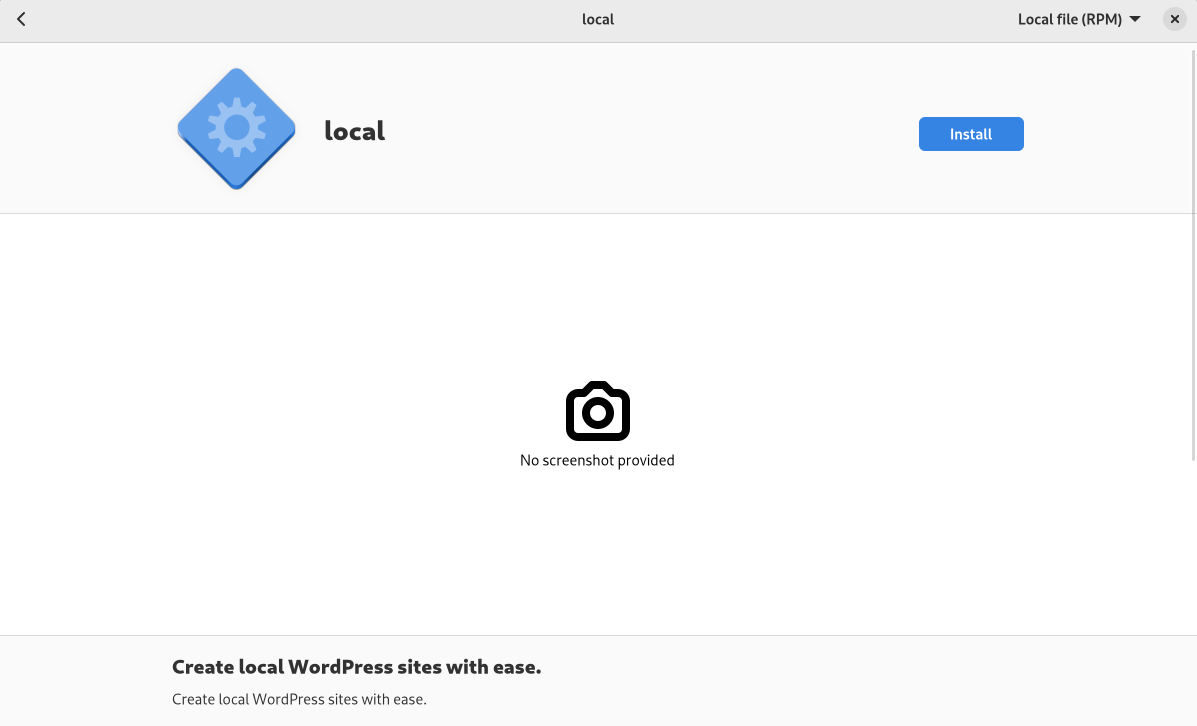 local
Local file (RPM)
local
Install
No screenshot provided
Create local WordPress sites with ease.
Create local WordPress sites with ease.